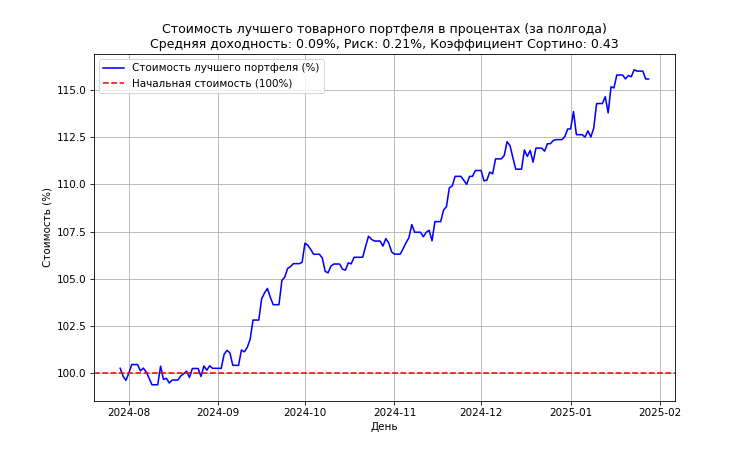 Стоимость лучшего товарного портфеля в процентах (за полгода)
Средняя доходность: 0.09%, Риск: 0.21%, Коэффициент Сортино: 0.43
Стоимость лучшего портфеля (%)
Начальная стоимость (100%)
Стоимость (%)
115.0
112.5
110.0
107.5
105.0
102.5
100.0
2024-08
2024-09
2024-10
2024-11
2024-12
2025-01
2025-02
День